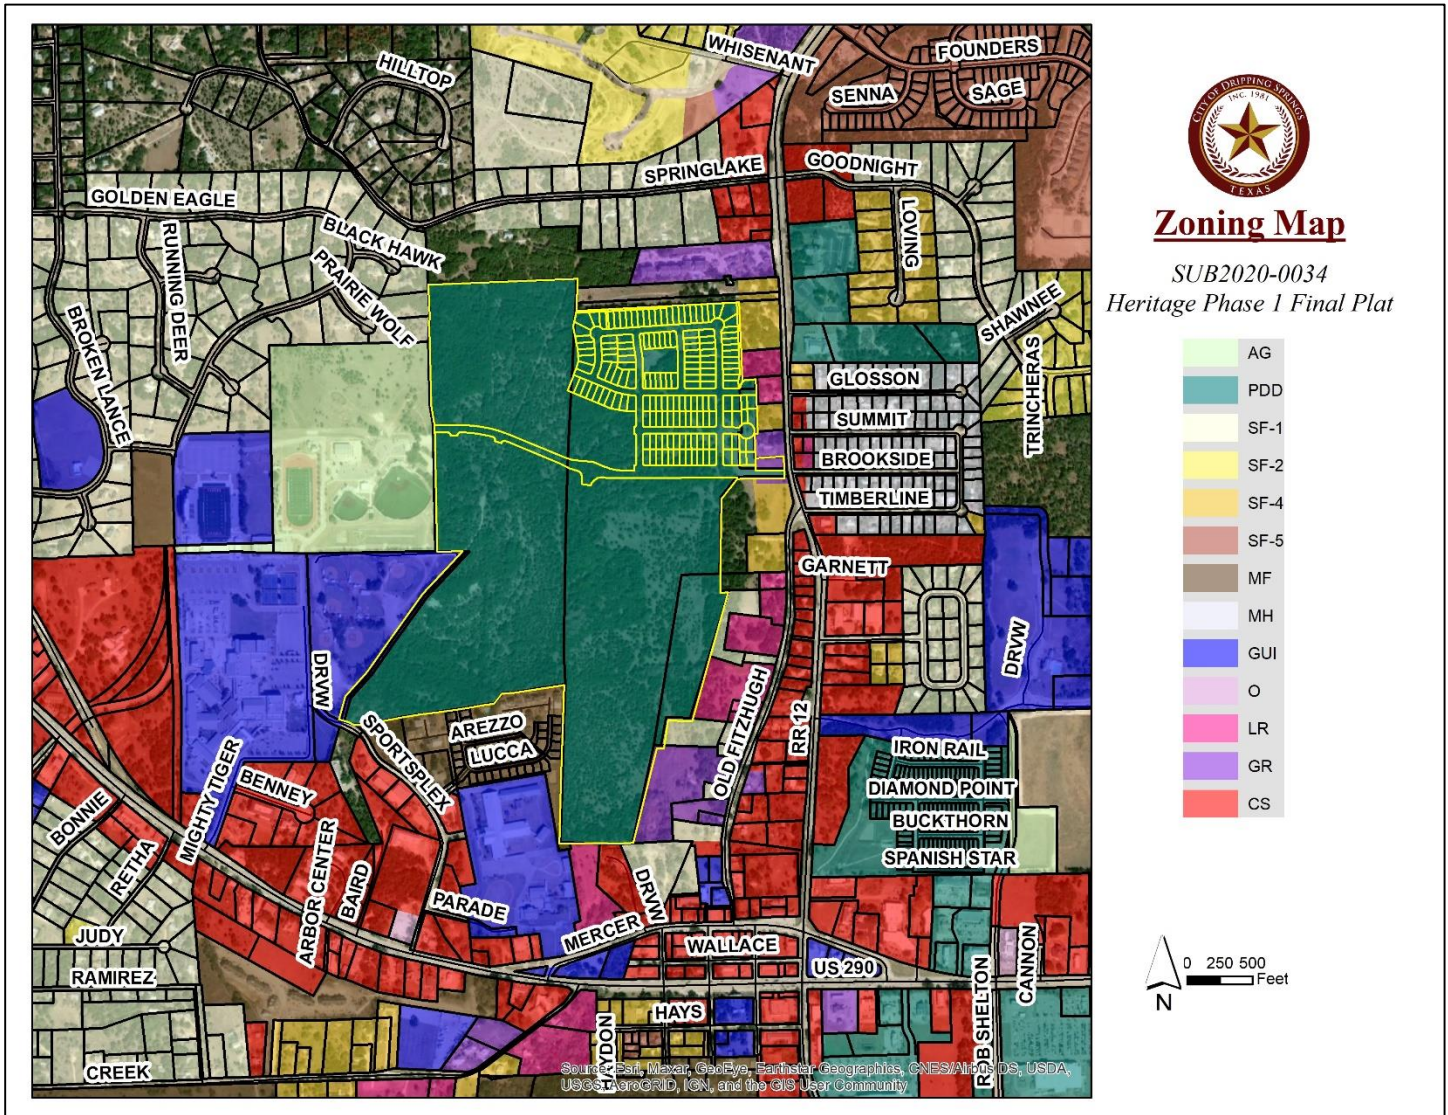 WHISENANT
FOUNDERS
HILLTOP
SENNA
SAGE
SPRINGLAKE
GOODNIGHT
GOLDEN EAGLE
LOVING
RUNNING DEER
BLACK HAWK
PRAIRIE WOLF
BROKEN LANCE
SHAWNEE
TRINCHERAS
GLOSSON
SUMMIT
BROOKSIDE
TIMBERLINE
GARNETT
DRVW
DRVW
OLD FITZHUGH
RR 12
SPORTSPLEX
AREZZO
LUCCA
IRON RAIL
DIAMOND POINT
BUCKTHORN
SPANISH STAR
MIGHTY TIGER
BENNEY
BONNIE
RETHA
ARBOR CENTER
BAIRD
PARADE
MERCER
DRVW
WALLACE
US 290
JUDY
RAMIREZ
CREEK
HAYS
HAYDON
ROB SHELTON
CANNON
Source: Esri, Maxar, GeoEye, Earthstar Geographics, CNES/Airbus DS, USDA,
USGS, AeroGRID, IGN, and the GIS User Community
CITY OF DRIPPING SPRINGS
INC. 1981
TEXAS
Zoning Map
SUB2020-0034
Heritage Phase 1 Final Plat
AG
PDD
SF-1
SF-2
SF-4
SF-5
MF
MH
GUI
O
LR
GR
CS
0 250 500
Feet
N